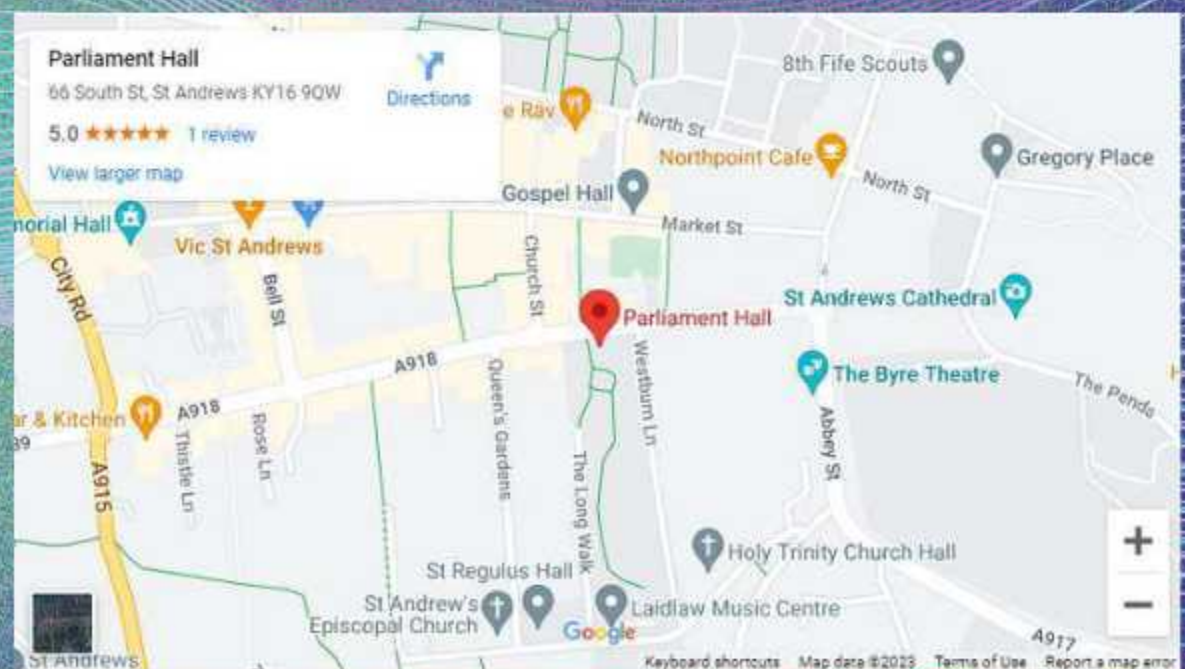 Parliament Hall
66 South St, St Andrews KY16 9QW
Directions
5.0 ★★★★★ 1 review
View larger map
8th Fife Scouts
e Rav
North St
Northpoint Cafe
Gregory Place
North St
Gospel Hall
Market St
morial Hall
Vic St Andrews
City Rd
Bell St
Church St
St Andrews Cathedral
Parliament Hall
A918
The Byre Theatre
Westburn Ln
Queen's Gardens
The Pends
ar & Kitchen
A918
Abbey St
Thistle Ln
Rose Ln
A915
The Long Walk
Holy Trinity Church Hall
St Regulus Hall
St Andrew's
Episcopal Church
Laidlaw Music Centre
Google
A917
St Andrews
Keyboard shortcuts Map data ©2023 Terms of Use Report a map error